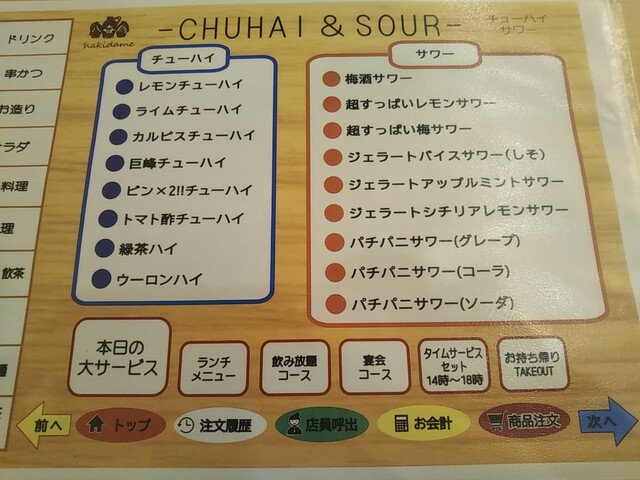 ドリンク
串かつ
お造り
ラダ
料理
理
飲茶
hakidame
-CHUHAI & SOUR-
チューハイ
サワー
チューハイ
レモンチューハイ
ライムチューハイ
カルピスチューハイ
巨峰チューハイ
ビン×2!!チューハイ
トマト酢チューハイ
緑茶ハイ
ウーロンハイ
サワー
梅酒サワー
超すっぱいレモンサワー
超すっぱい梅サワー
ジェラートバイスサワー(しそ)
ジェラートアップルミントサワー
ジェラートシチリアレモンサワー
パチパニサワー(グレープ)
パチパニサワー(コーラ)
パチパニサワー(ソーダ)
本日の
大サービス
ランチ
メニュー
飲み放題
コース
宴会
コース
タイムサービス
セット
14時〜18時
お持ち帰り
TAKEOUT
前へ
トップ
注文履歴
店員呼出
お会計
商品注文
次へ